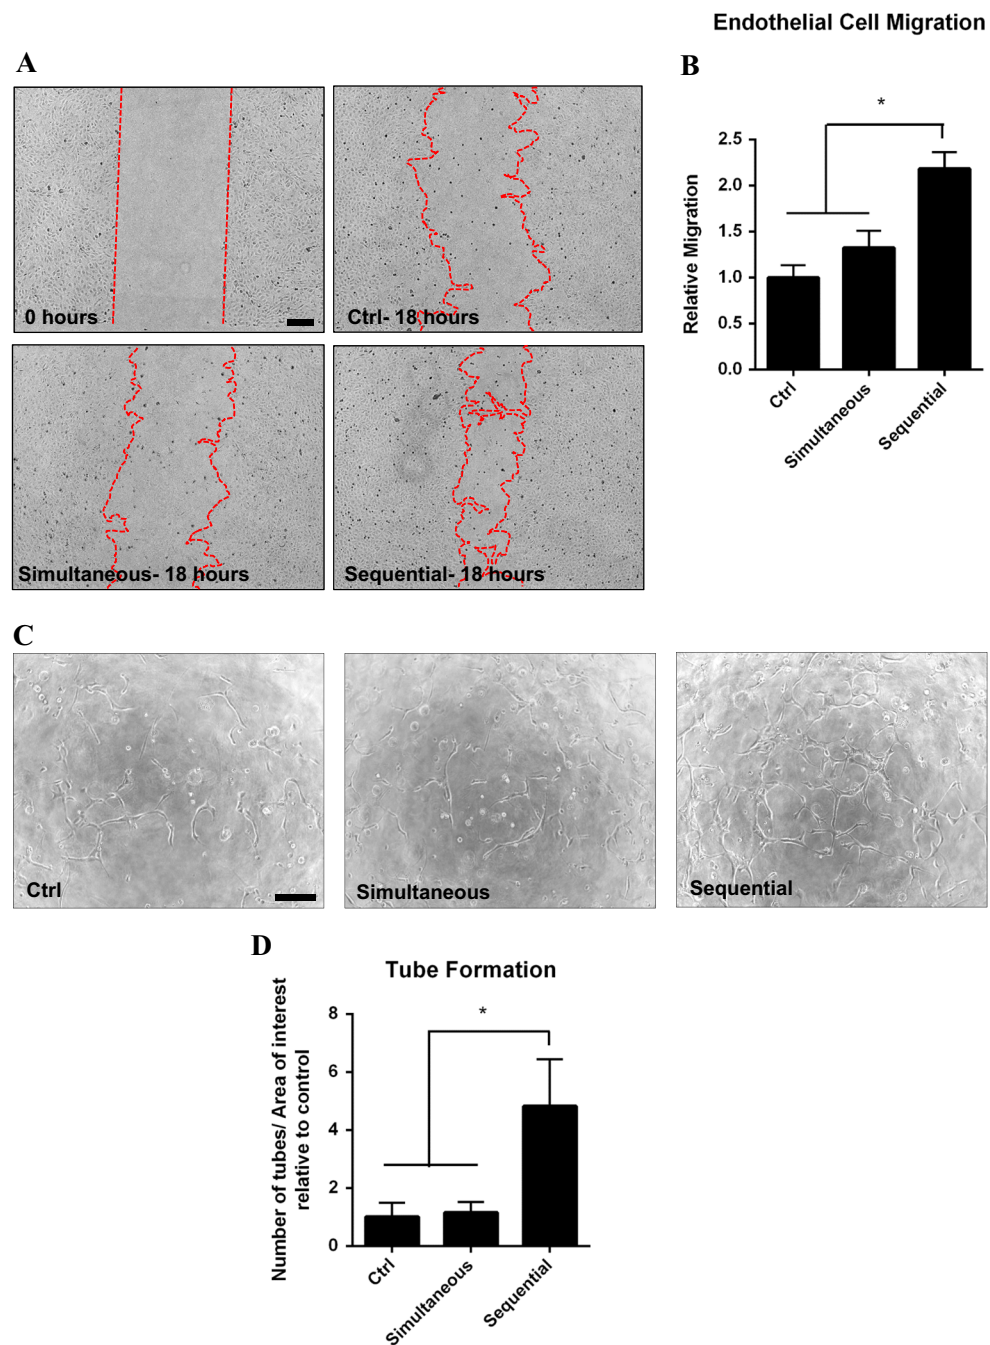 Endothelial Cell Migration
A
0 hours
Ctrl- 18 hours
Simultaneous- 18 hours
Sequential- 18 hours
B
*
Relative Migration
2.5
2.0
1.5
1.0
0.5
0.0
Ctrl
Simultaneous
Sequential
C
Ctrl
Simultaneous
Sequential
D
Tube Formation
*
Number of tubes/ Area of interest
relative to control
8
6
4
2
0
Ctrl
Simultaneous
Sequential